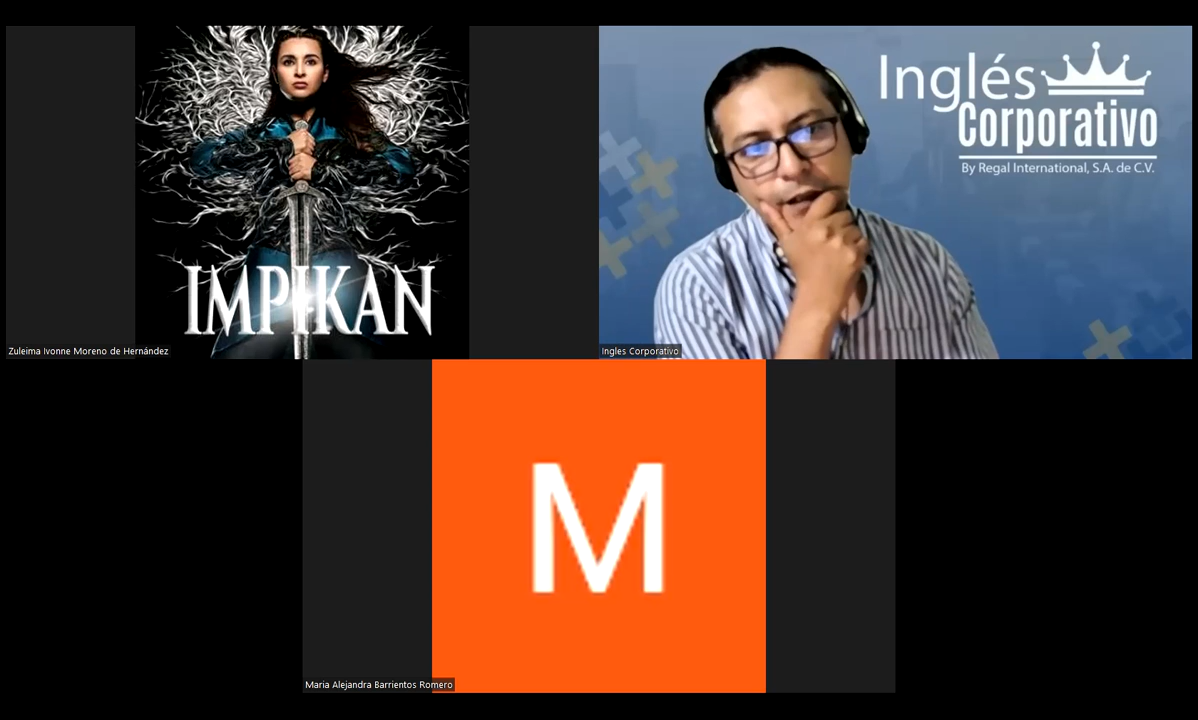 IMPIKAN
Zuleima Ivonne Moreno de Hernández
Inglés
Corporativo
By Regal International, S.A. de C.V.
Ingles Corporativo
M
Maria Alejandra Barrientos Romero